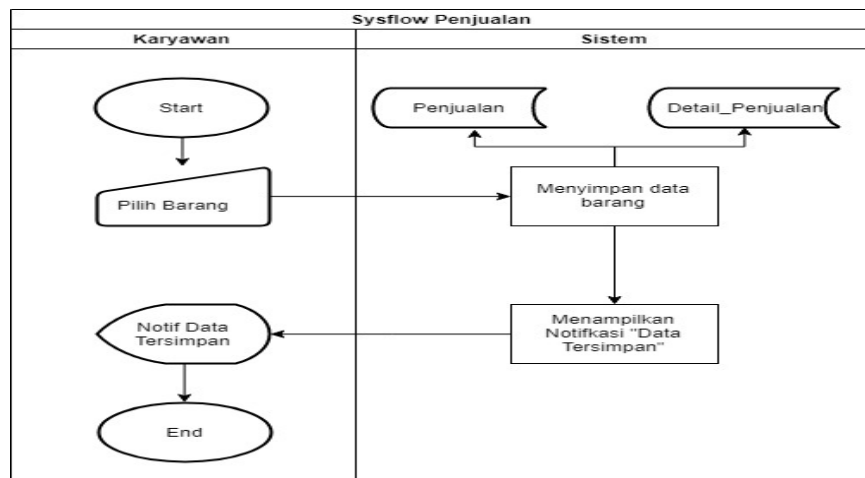 Sysflow Penjualan
Karyawan
Sistem
Start
Penjualan
Detail_Penjualan
Pilih Barang
Menyimpan data
barang
Notif Data
Tersimpan
Menampilkan
Notifkasi "Data
Tersimpan"
End